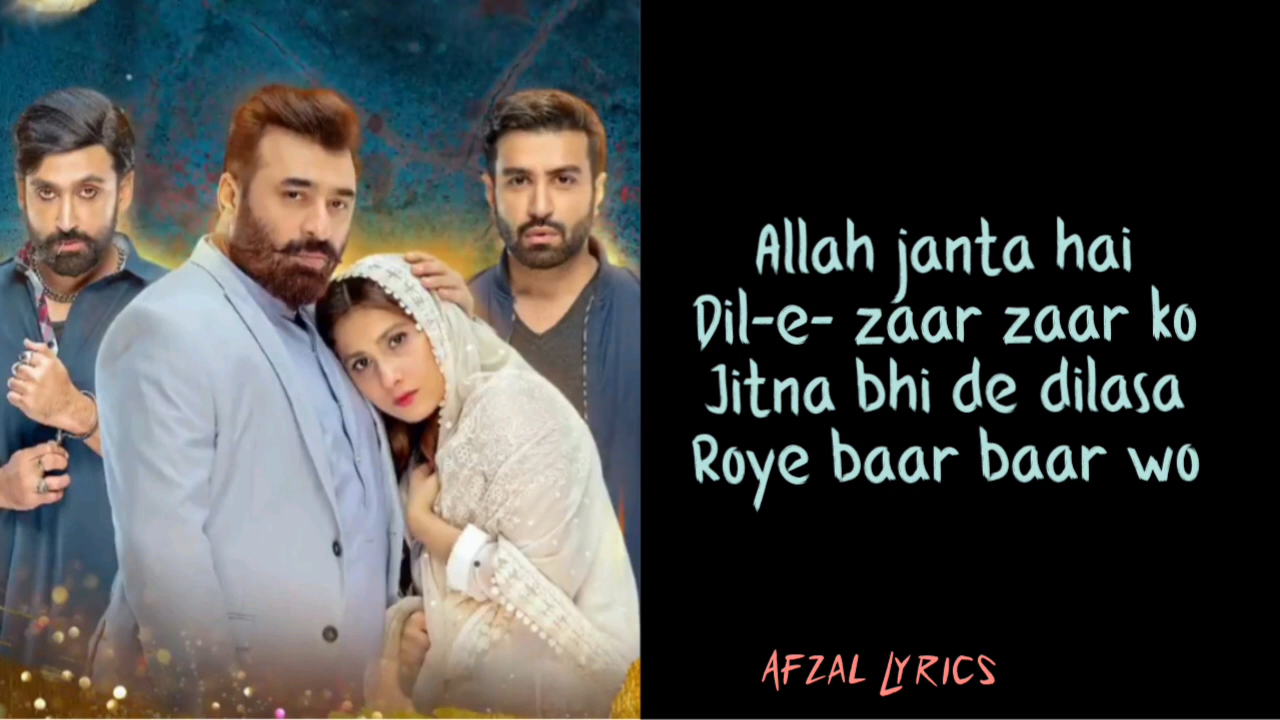 Allah janta hai
Dil-e- zaar zaar ko
Jitna bhi de dilasa
Roye baar baar wo
AFZAL LYRICS